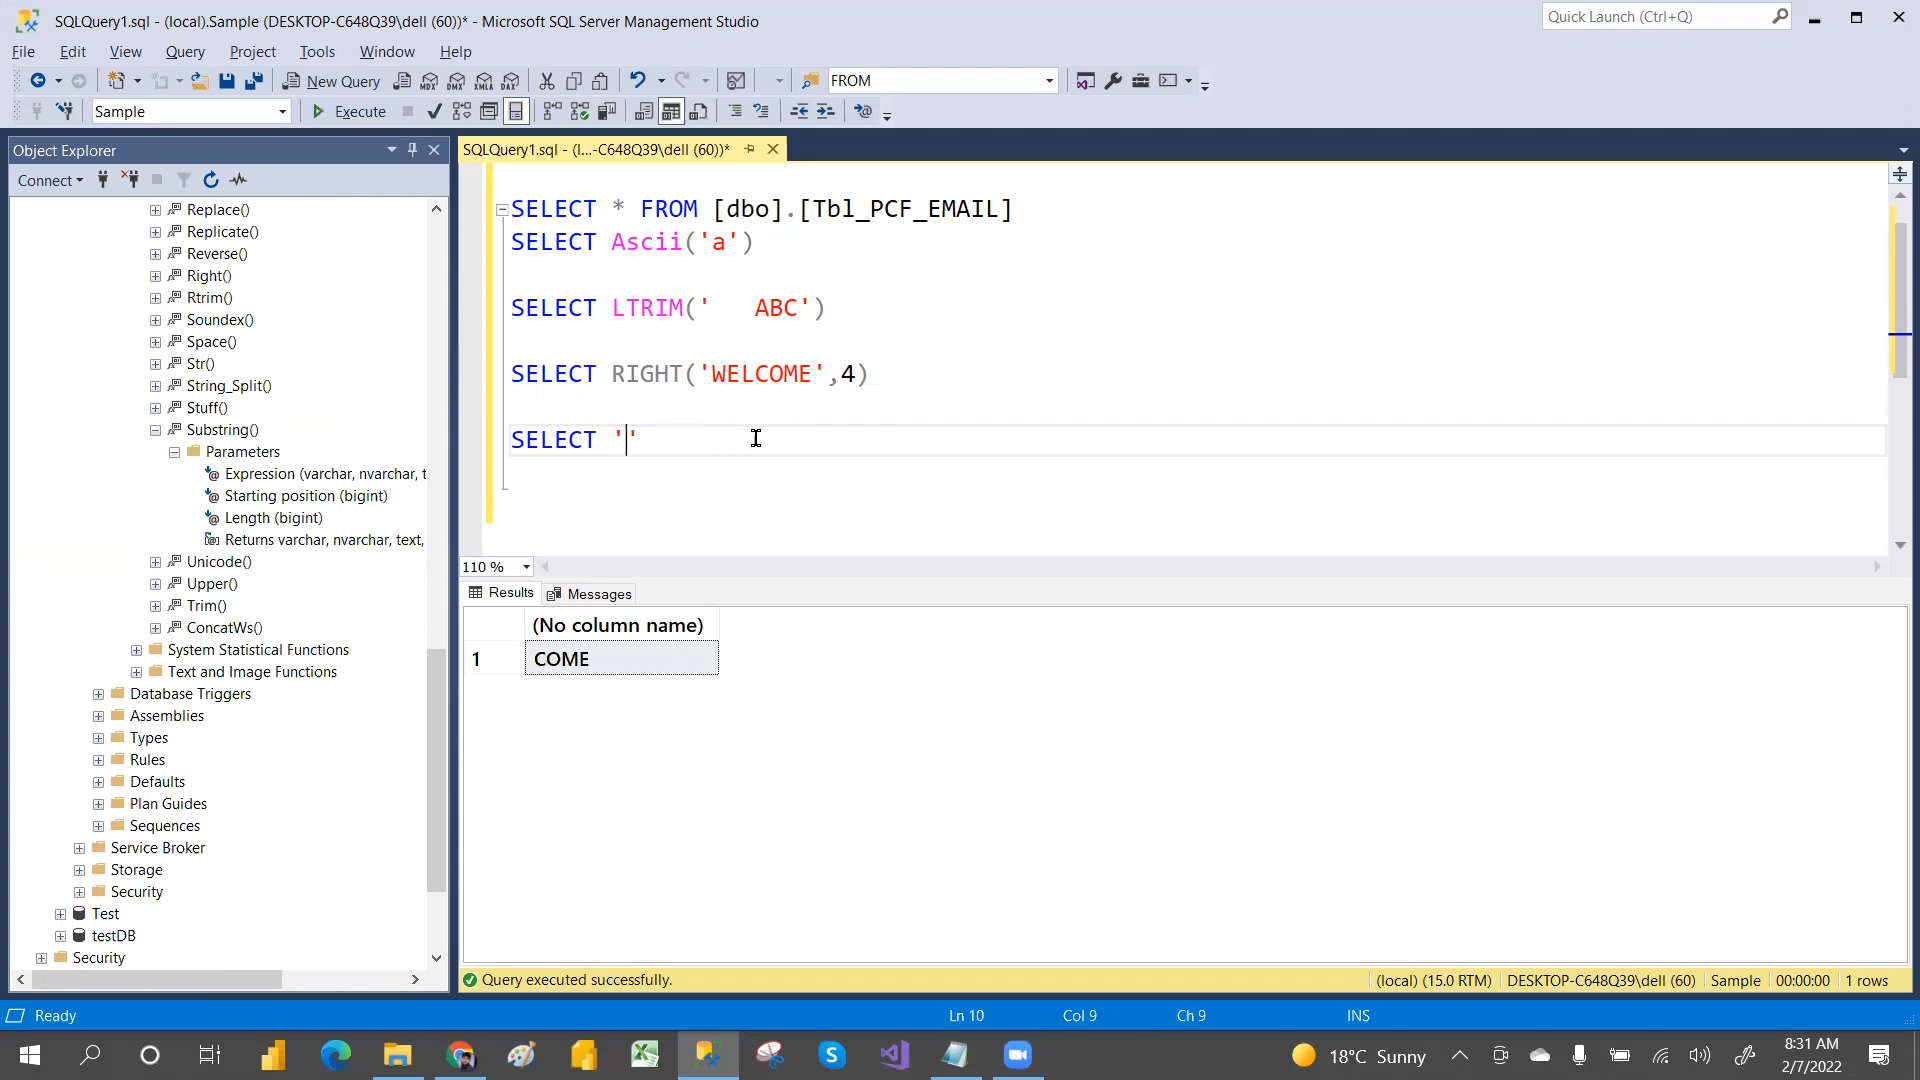 SQLQuery1.sql - (local).Sample (DESKTOP-C648Q39\dell (60))* - Microsoft SQL Server Management Studio
Quick Launch (Ctrl+Q)
File Edit View Query Project Tools Window Help
New Query
MDX DMX XMLA DAX
FROM
Sample
Execute
Object Explorer
SQLQuery1.sql - (l...-C648Q39\dell (60))*
Connect
Replace()
Replicate()
Reverse()
Right()
Rtrim()
Soundex()
Space()
Str()
String_Split()
Stuff()
Substring()
Parameters
Expression (varchar, nvarchar, t
Starting position (bigint)
Length (bigint)
Returns varchar, nvarchar, text,
Unicode()
Upper()
Trim()
ConcatWs()
System Statistical Functions
Text and Image Functions
Database Triggers
Assemblies
Types
Rules
Defaults
Plan Guides
Sequences
Service Broker
Storage
Security
Test
testDB
Security
SELECT * FROM [dbo].[Tbl_PCF_EMAIL]
SELECT Ascii('a')
SELECT LTRIM('   ABC')
SELECT RIGHT('WELCOME',4)
SELECT ''
110 %
Results Messages
(No column name)
1 COME
Query executed successfully.
(local) (15.0 RTM) DESKTOP-C648Q39\dell (60) Sample 00:00:00 1 rows
Ready
Ln 10 Col 9 Ch 9 INS
18°C Sunny
8:31 AM
2/7/2022